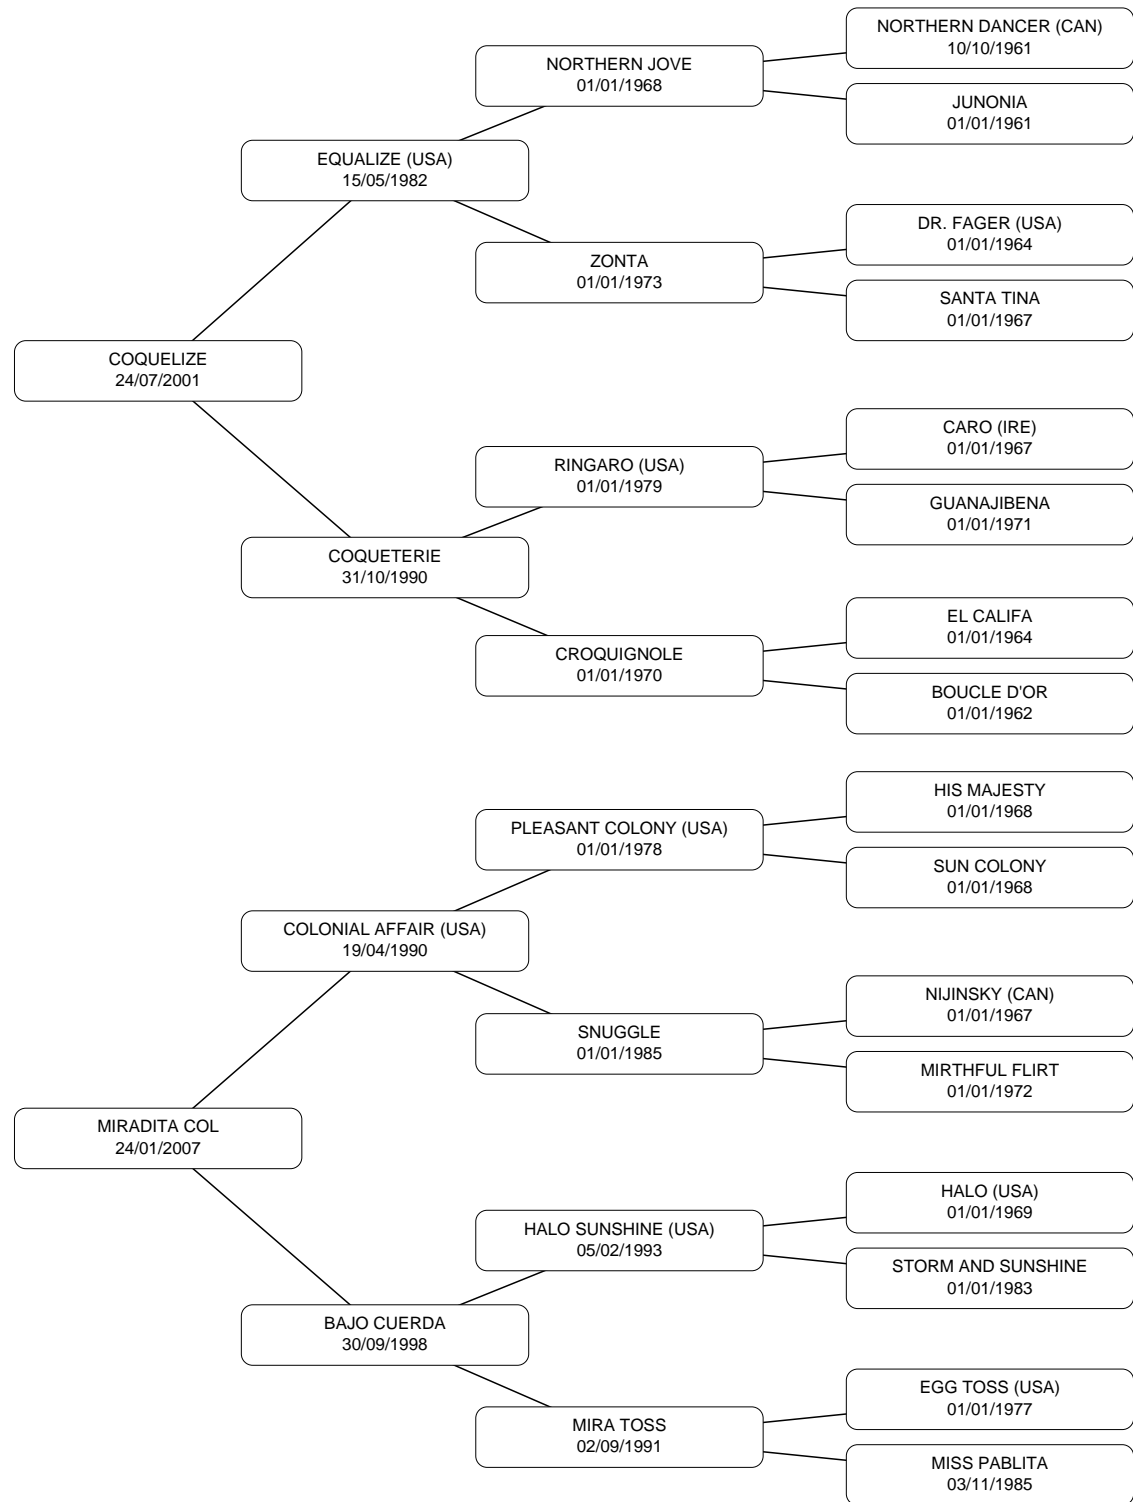 NORTHERN DANCER (CAN)
10/10/1961
NORTHERN JOVE
01/01/1968
JUNONIA
01/01/1961
EQUALIZE (USA)
15/05/1982
DR. FAGER (USA)
01/01/1964
ZONTA
01/01/1973
SANTA TINA
01/01/1967
COQUELIZE
24/07/2001
CARO (IRE)
01/01/1967
RINGARO (USA)
01/01/1979
GUANAJIBENA
01/01/1971
COQUETERIE
31/10/1990
EL CALIFA
01/01/1964
CROQUIGNOLE
01/01/1970
BOUCLE D'OR
01/01/1962
HIS MAJESTY
01/01/1968
PLEASANT COLONY (USA)
01/01/1978
SUN COLONY
01/01/1968
COLONIAL AFFAIR (USA)
19/04/1990
NIJINSKY (CAN)
01/01/1967
SNUGGLE
01/01/1985
MIRTHFUL FLIRT
01/01/1972
MIRADITA COL
24/01/2007
HALO (USA)
01/01/1969
HALO SUNSHINE (USA)
05/02/1993
STORM AND SUNSHINE
01/01/1983
BAJO CUERDA
30/09/1998
EGG TOSS (USA)
01/01/1977
MIRA TOSS
02/09/1991
MISS PABLITA
03/11/1985